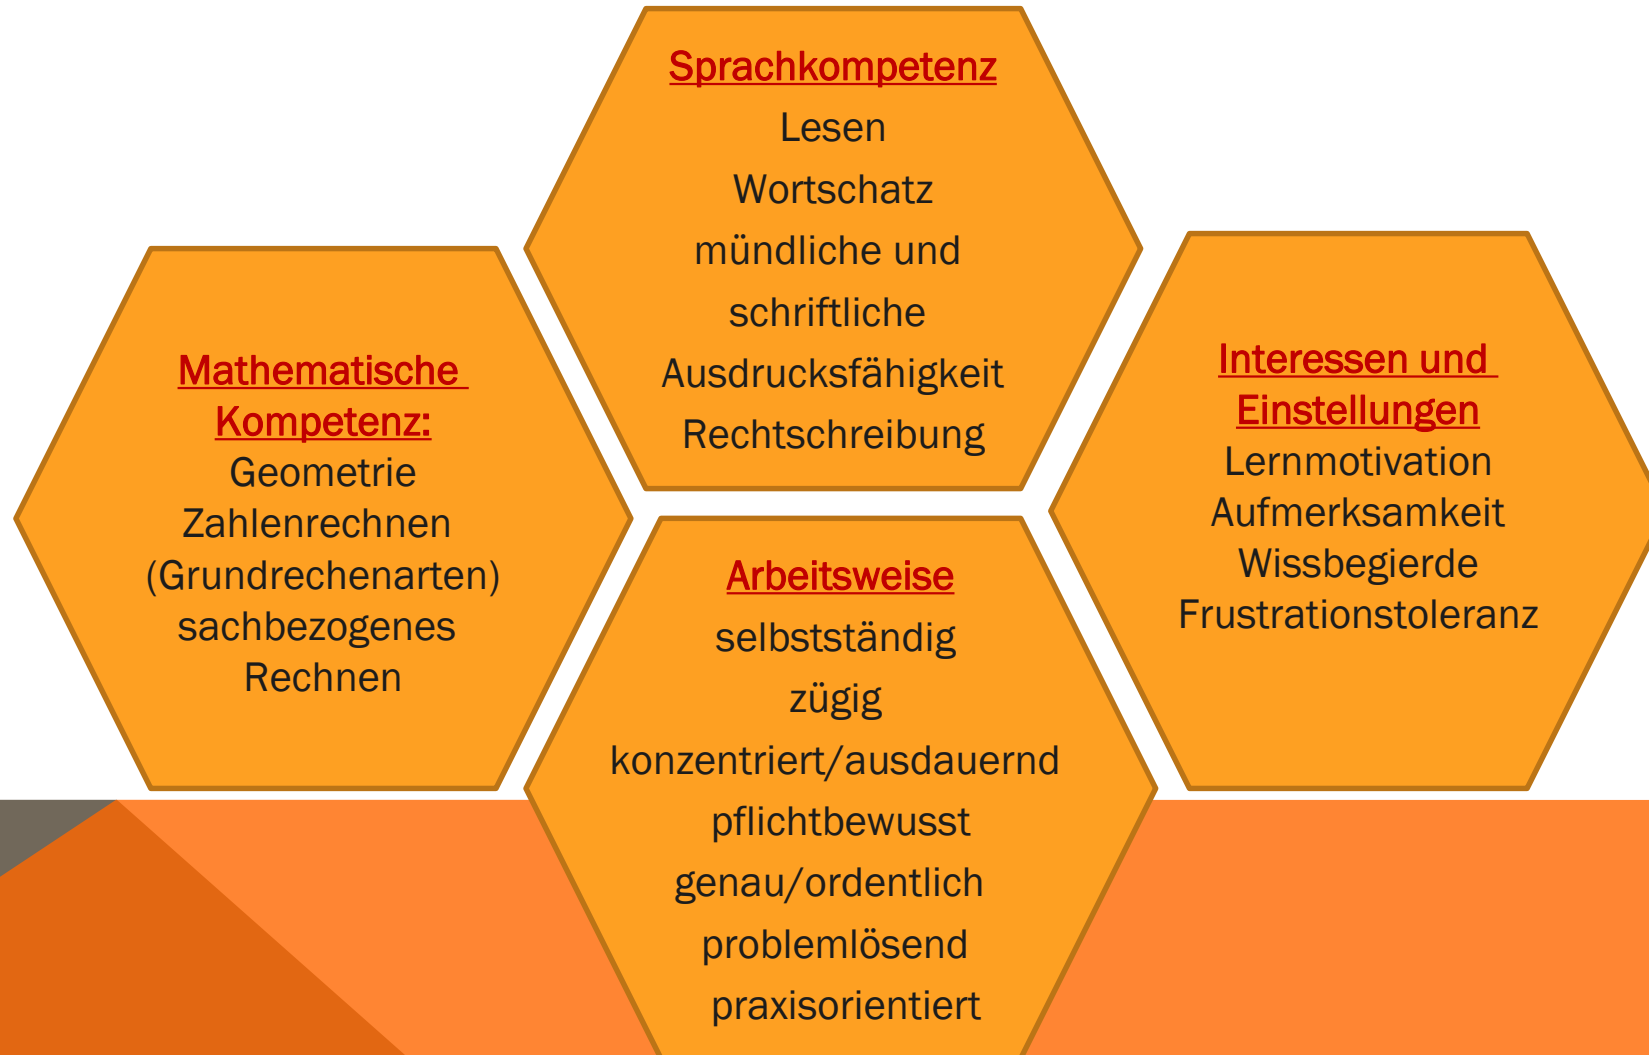 Sprachkompetenz
Lesen
Wortschatz
mündliche und
schriftliche
Ausdrucksfähigkeit
Rechtschreibung
Mathematische
Kompetenz:
Geometrie
Zahlenrechnen
(Grundrechenarten)
sachbezogenes
Rechnen
Interessen und
Einstellungen
Lernmotivation
Aufmerksamkeit
Wissbegierde
Frustrationstoleranz
Arbeitsweise
selbstständig
zügig
konzentriert/ausdauernd
pflichtbewusst
genau/ordentlich
problemlösend
praxisorientiert